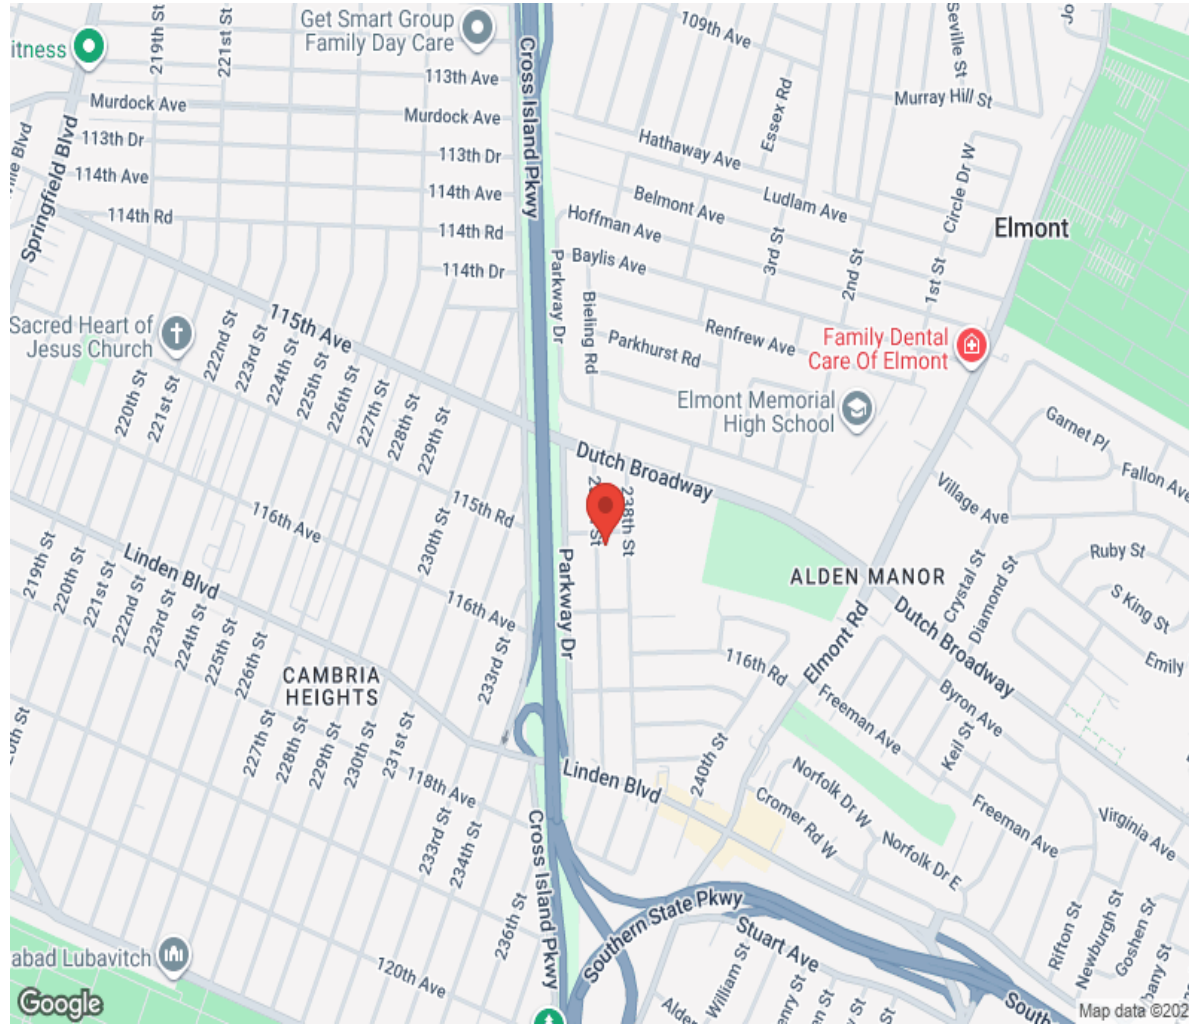 Get Smart Group
Family Day Care
109th Ave
Seville St
itness
219th St
221st St
113th Ave
Murdock Ave
Murdock Ave
Essex Rd
Murray Hill St
Cross Island Pkwy
113th Dr
113th Dr
Hathaway Ave
Springfield Blvd
114th Ave
114th Ave
Belmont Ave
Ludlam Ave
Circle Dr W
114th Rd
114th Rd
Hoffman Ave
Elmont
Baylis Ave
3rd St
2nd St
1st St
114th Dr
Parkway Dr
Bieling Rd
Sacred Heart of
Jesus Church
115th Ave
222nd St
223rd St
224th St
225th St
226th St
227th St
228th St
229th St
220th St
221st St
Parkhurst Rd
Renfrew Ave
Family Dental
Care Of Elmont
Elmont Memorial
High School
Garnet Pl
Fallon Ave
Dutch Broadway
Village Ave
115th Rd
116th Ave
230th St
238th St
St
Linden Blvd
219th St
220th St
221st St
222nd St
223rd St
224th St
225th St
226th St
Parkway Dr
Ruby St
ALDEN MANOR
Crystal St
Diamond St
S King St
116th Ave
Elmont Rd
Dutch Broadway
Emily
CAMBRIA
HEIGHTS
233rd St
116th Rd
Freeman Ave
Byron Ave
Keil St
227th St
228th St
229th St
230th St
231st St
118th Ave
Linden Blvd
240th St
Norfolk Dr W
Cromer Rd W
Freeman Ave
Virginia Ave
233rd St
234th St
Cross Island Pkwy
Norfolk Dr E
236th St
Southern State Pkwy
Stuart Ave
Rifton St
Newburgh St
Goshen St
bany St
abad Lubavitch
120th Ave
William St
enry St
Alder
South
Google
Map data ©202